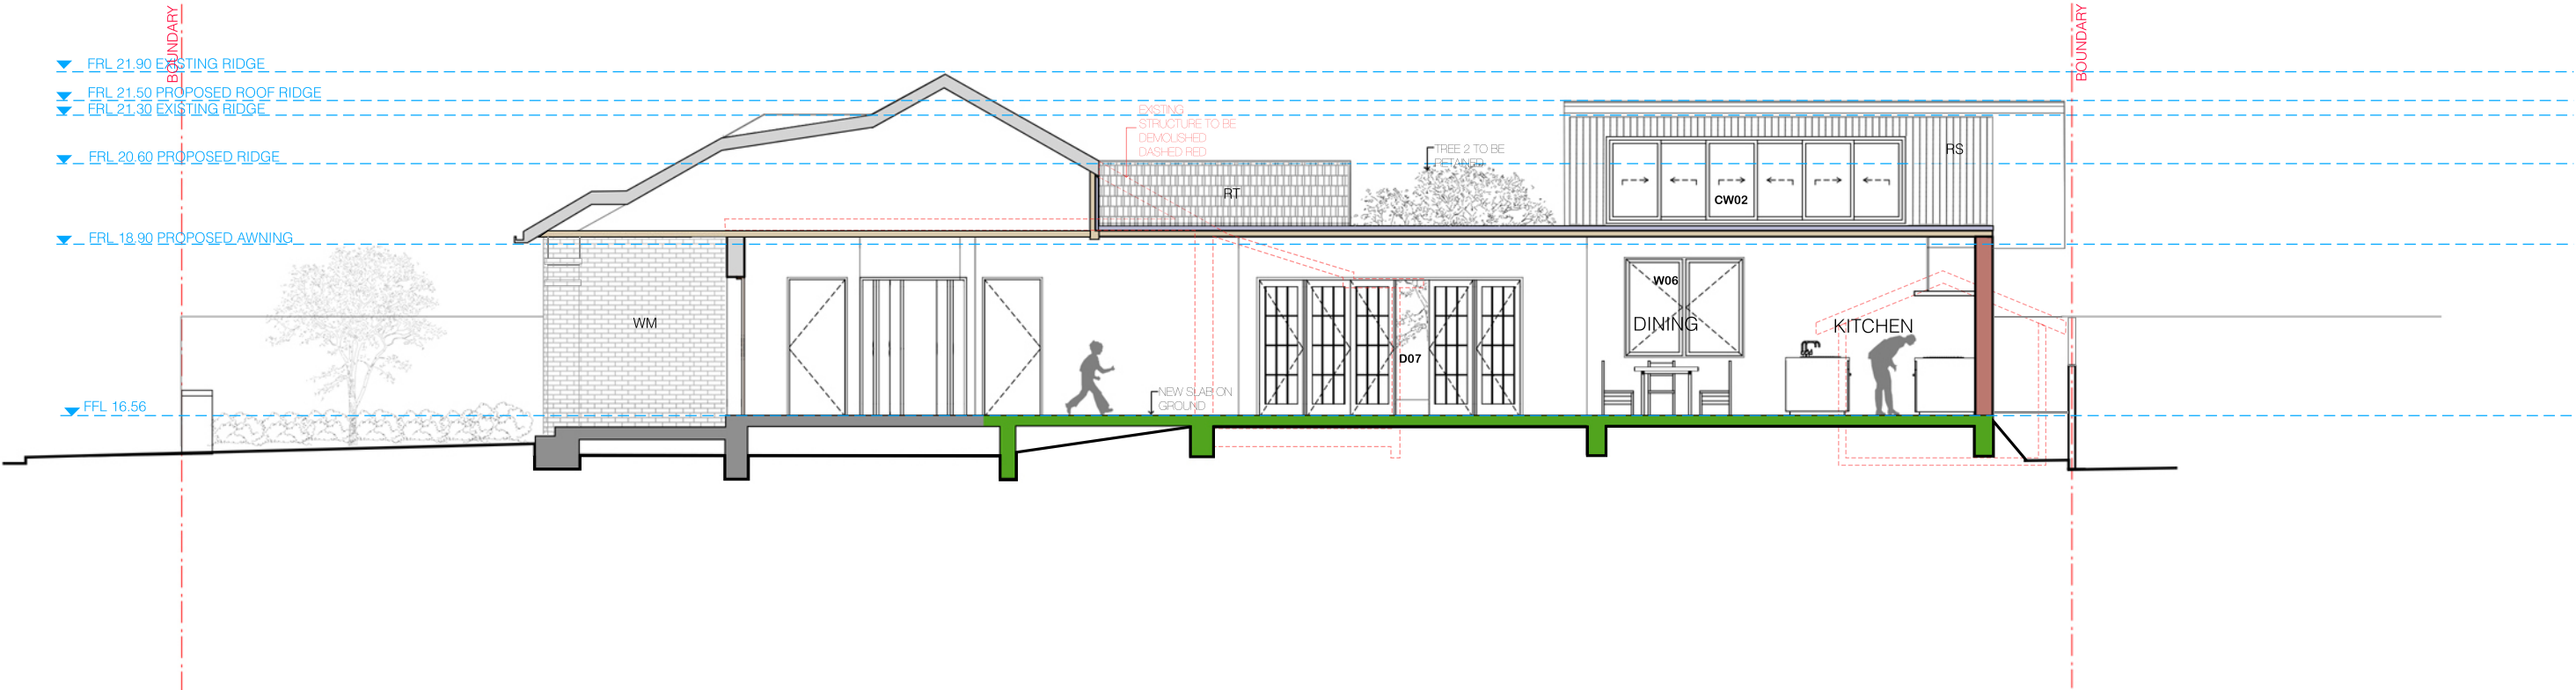 BOUNDARY
BOUNDARY
FRL 21.90 EXISTING RIDGE
FRL 21.50 PROPOSED ROOF RIDGE
FRL 21.30 EXISTING RIDGE
EXISTING
STRUCTURE TO BE
DEMOLISHED
DASHED RED
FRL 20.60 PROPOSED RIDGE
TREE 2 TO BE
RETAINED
RS
RT
CW02
FRL 18.90 PROPOSED AWNING
W06
WM
DINING
KITCHEN
D07
NEW SLAB ON
GROUND
FFL 16.56